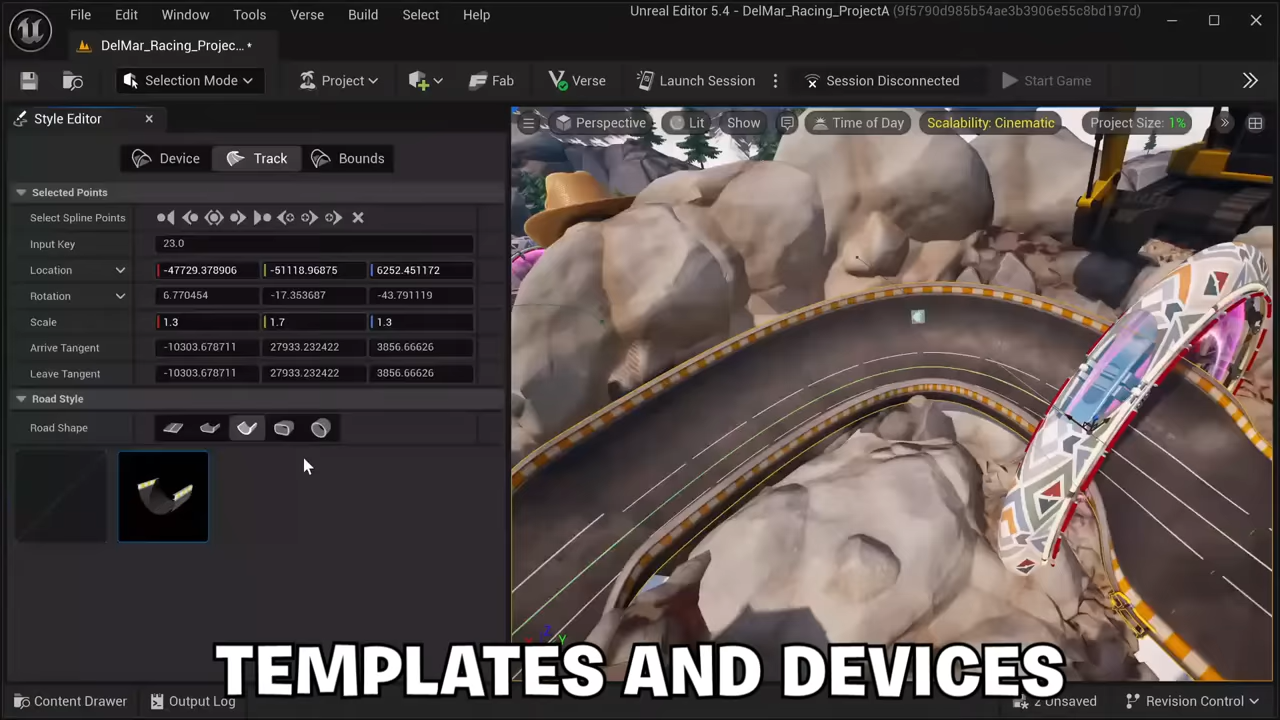 File Edit Window Tools Verse Build Select Help
Unreal Editor 5.4 - DelMar_Racing_ProjectA (9f5790d985b54ae3b3906e55c8bd197d)
DelMar_Racing_Projec... •
Selection Mode Project Fab Verse Launch Session Session Disconnected Start Game
Style Editor
Device Track Bounds
Selected Points
Select Spline Points
Input Key 23.0
Location -47729.378906 -51118.96875 6252.451172
Rotation 6.770454 -17.353687 -43.791119
Scale 1.3 1.7 1.3
Arrive Tangent -10303.678711 27933.232422 3856.66626
Leave Tangent -10303.678711 27933.232422 3856.66626
Road Style
Road Shape
Perspective Lit Show Time of Day Scalability: Cinematic Project Size: 1%
Z
Y
TEMPLATES AND DEVICES
Content Drawer Output Log 2 Unsaved Revision Control